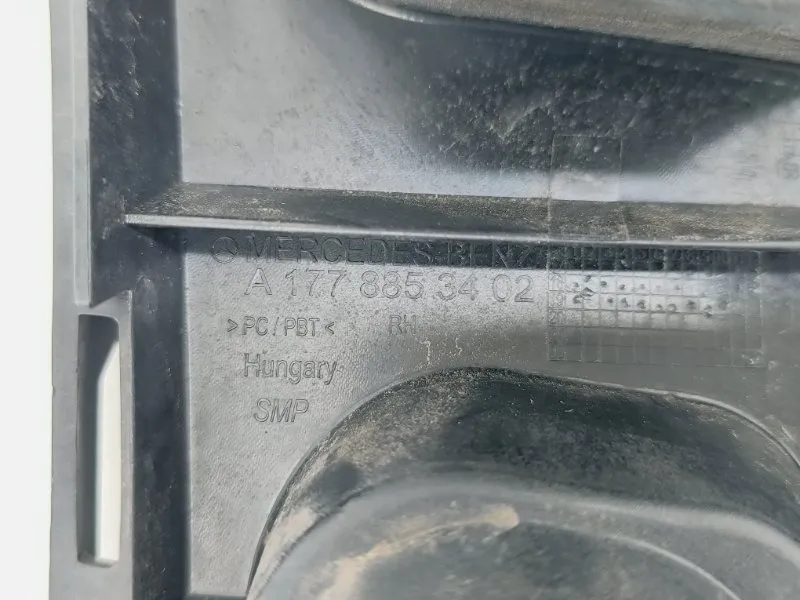 MERCEDES-BENZ
A 177 885 34 02
>PC/PBT< RH
Hungary
SMP